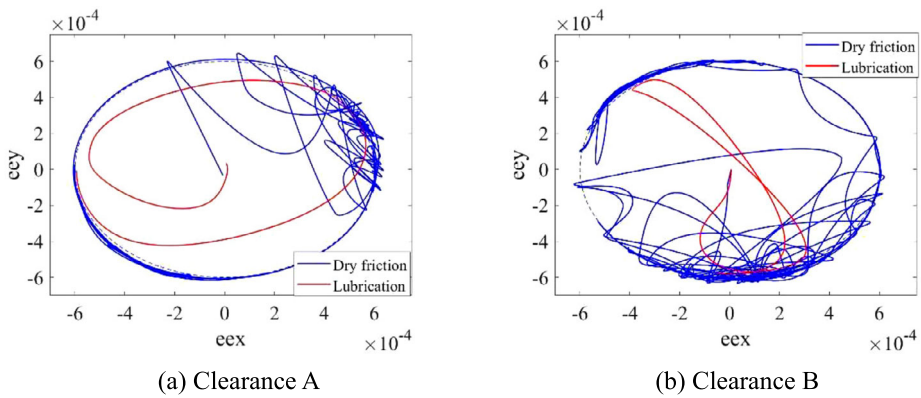 ×10⁻⁴
6
4
2
0
-2
-4
-6
eey
-6 -4 -2 0 2 4 6
eex
×10⁻⁴
Dry friction
Lubrication
(a) Clearance A
×10⁻⁴
6
4
2
0
-2
-4
-6
eey
-6 -4 -2 0 2 4 6
eex
×10⁻⁴
Dry friction
Lubrication
(b) Clearance B